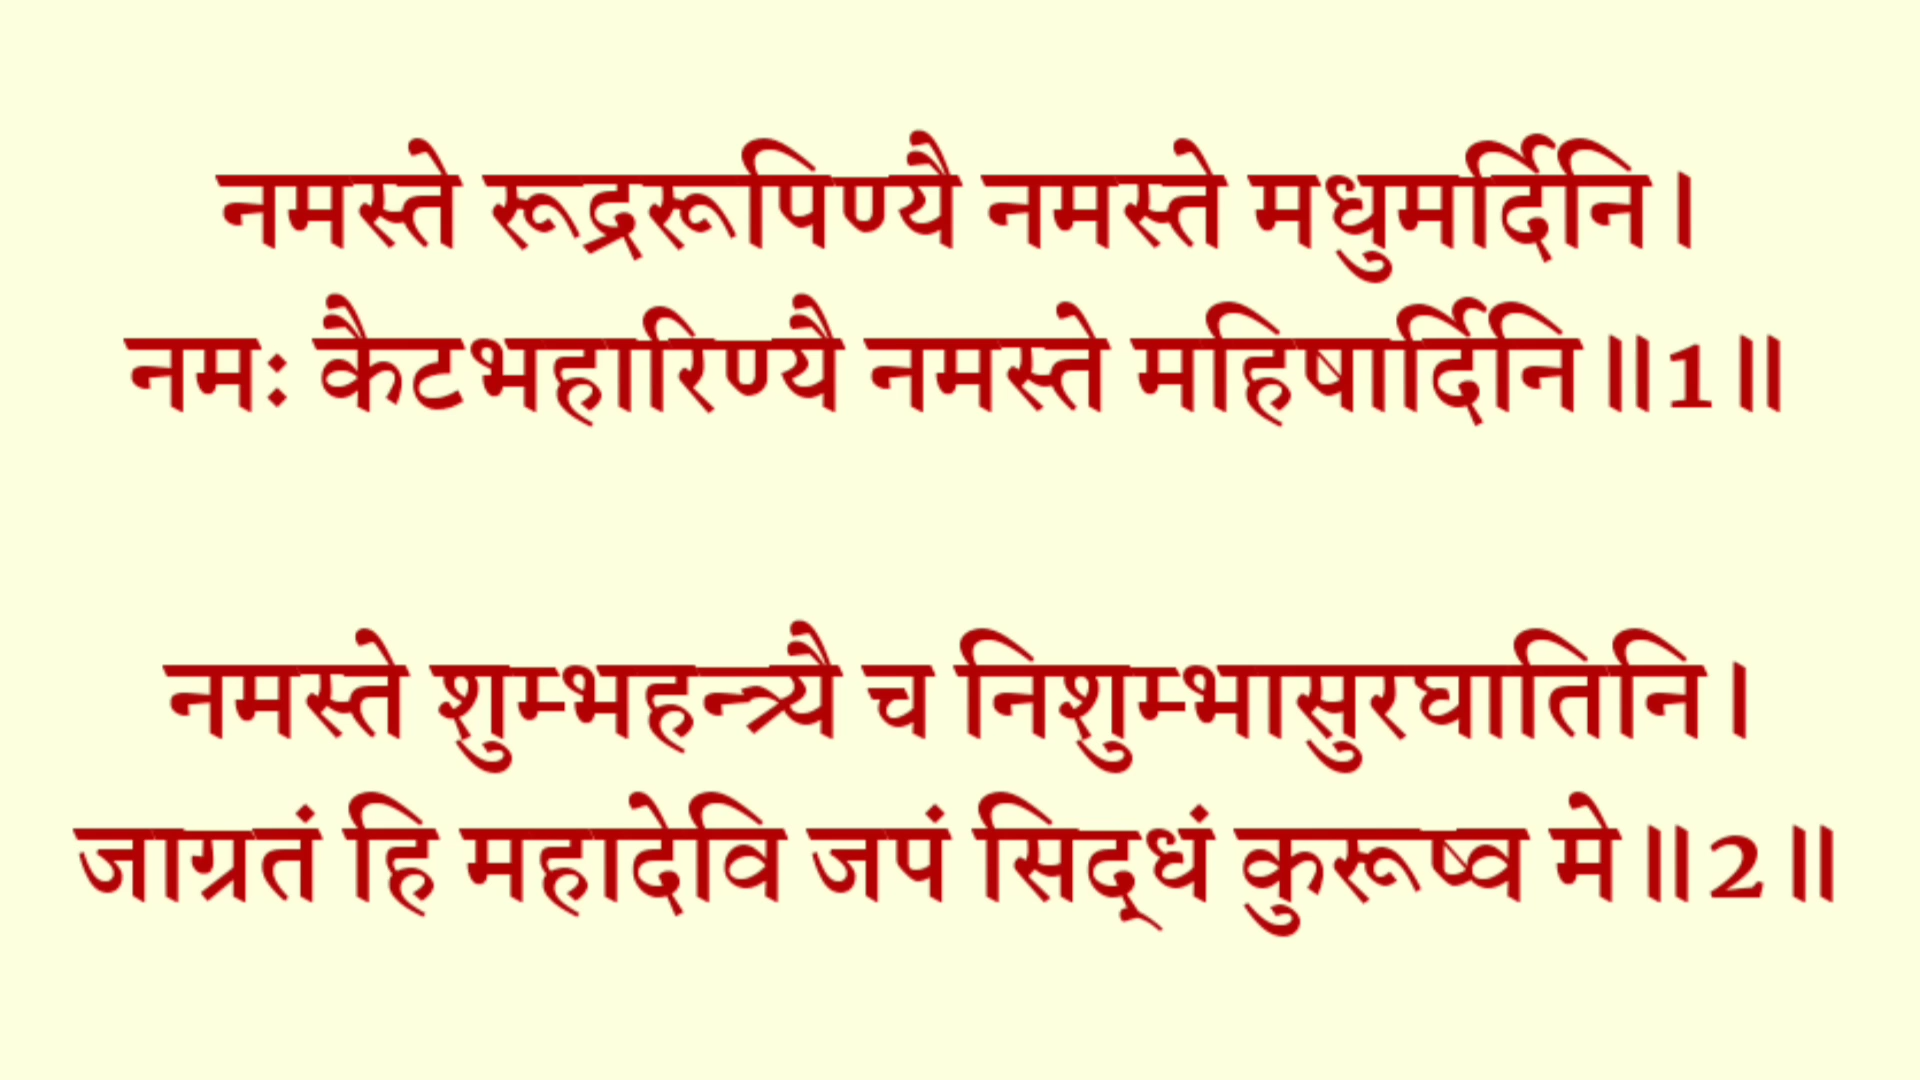 नमस्ते रूद्ररूपिण्यै नमस्ते मधुमर्दिनि।
नमः कैटभहारिण्यै नमस्ते महिषार्दिनि॥1॥
नमस्ते शुम्भहन्त्र्यै च निशुम्भासुरघातिनि।
जाग्रतं हि महादेवि जपं सिद्‌धं कुरूष्व मे॥2॥